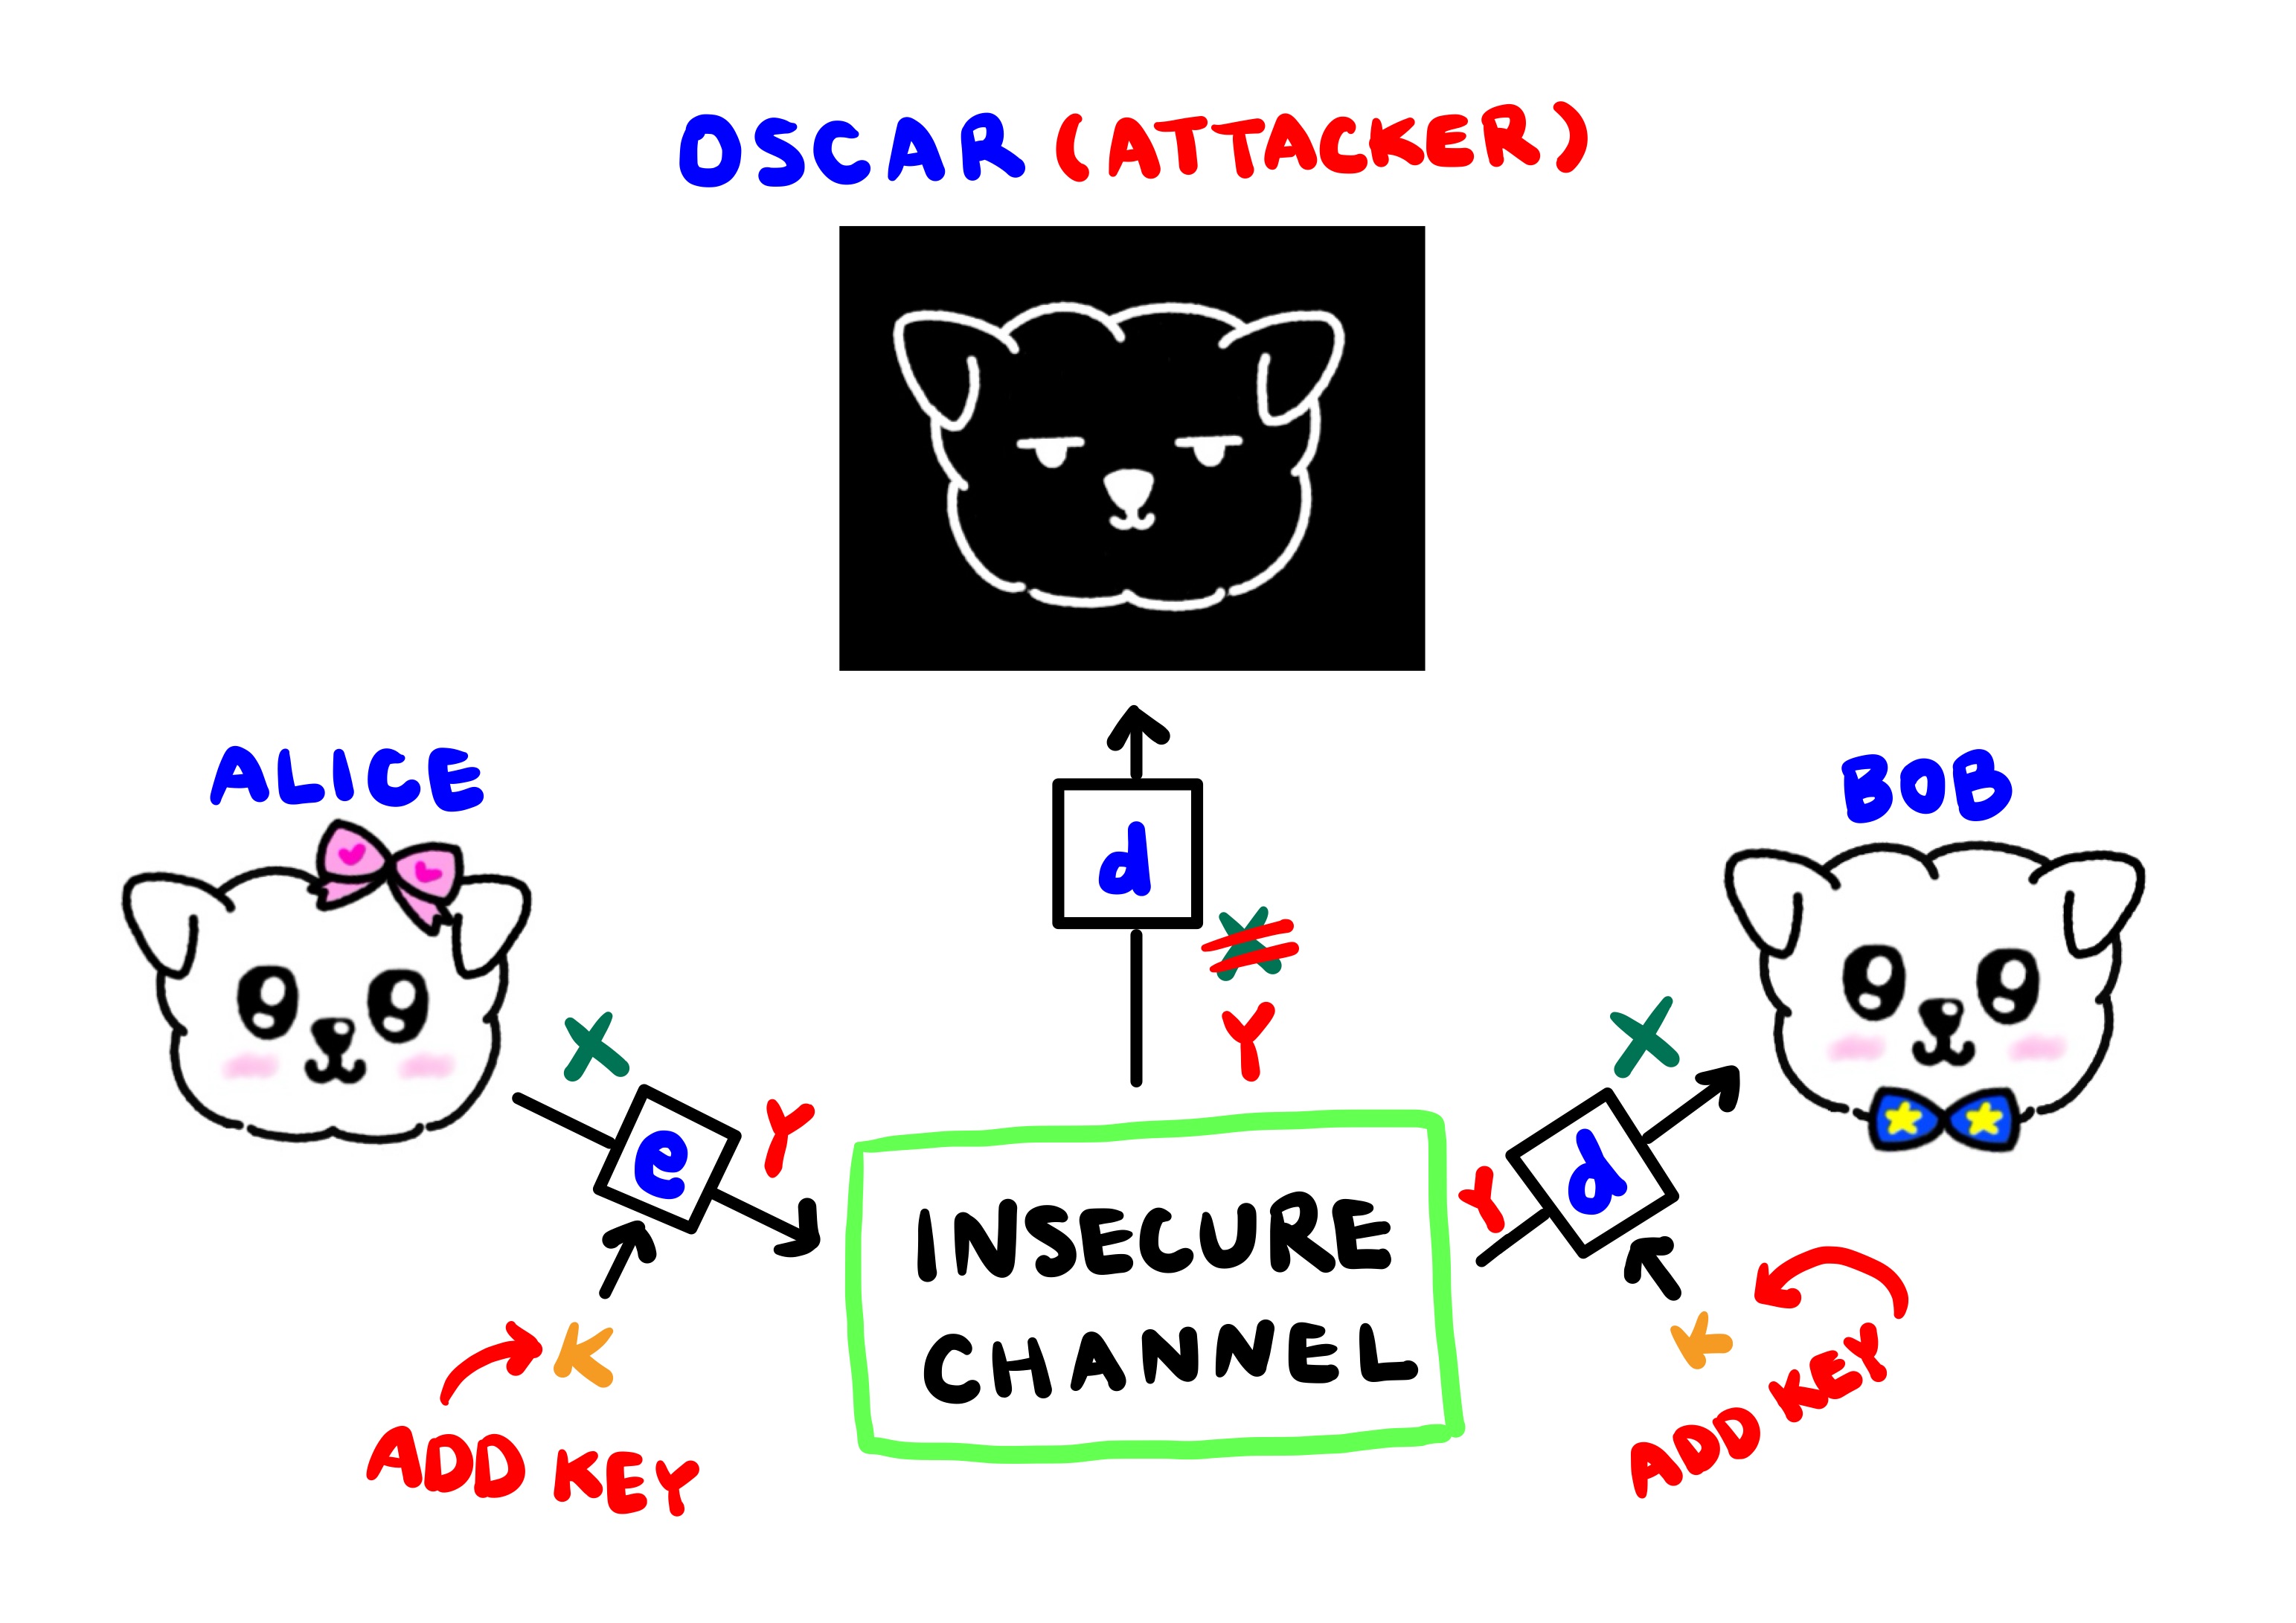 OSCAR (ATTACKER)
ALICE
BOB
d
X
Y
X
e
Y
X
d
Y
INSECURE
CHANNEL
K
ADD KEY
K
ADD KEY